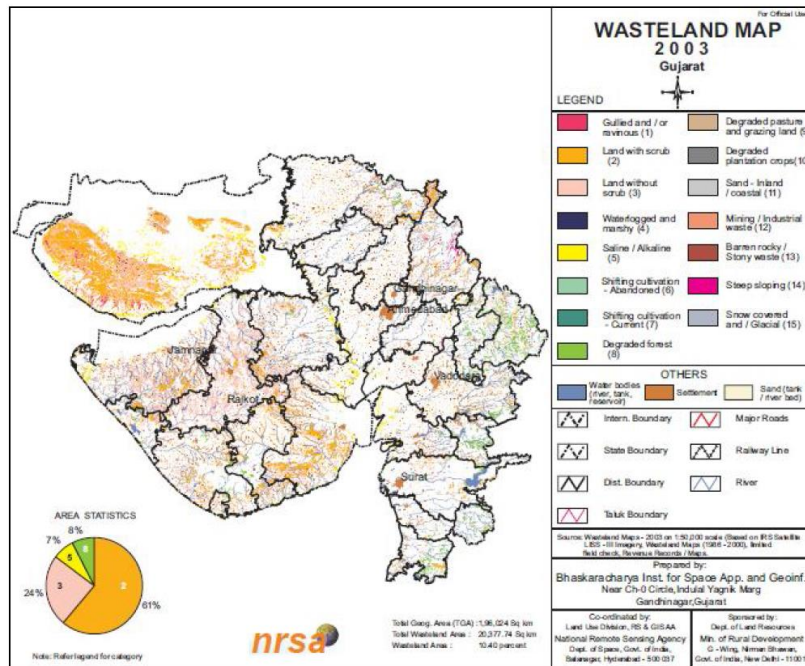 For Official Use
WASTELAND MAP
2003
Gujarat
LEGEND
Gullied and / or
ravinous (1)
Land with scrub
(2)
Land without
scrub (3)
Waterlogged and
marshy (4)
Saline / Alkaline
(5)
Shifting cultivation
- Abandoned (6)
Shifting cultivation
- Current (7)
Degraded forest
(8)
Degraded pasture
and grazing land (9
Degraded
plantation crops(10
Sand - Inland
/ coastal (11)
Mining / Industrial
waste (12)
Barren rocky /
Stony waste (13)
Steep sloping (14)
Snow covered
and / Glacial (15)
OTHERS
Water bodies
(river, tank,
reservoir)
Settlement
Sand (tank
/ river bed)
Intern. Boundary
Major Roads
State Boundary
Railway Line
Dist. Boundary
River
Taluk Boundary
Source: Wasteland Maps - 2003 on 1:50,000 scale (Based on IRS Satellite
LISS - III Imagery, Wasteland Maps (1986 - 2000), limited
field check, Revenue Records / Maps.
Prepared by:
Bhaskaracharya Inst. for Space App. and Geoinf.
Near Ch-0 Circle, Indulal Yagnik Marg
Gandhinagar, Gujarat
Co-ordinated by:
Land Use Division, RS & GISAA
National Remote Sensing Agency
Dept. of Space, Govt. of India,
Balanagar, Hyderabad - 500 037
Sponsored by:
Dept. of Land Resources
Min. of Rural Development
G - Wing, Nirman Bhawan,
Govt. of India, New Delhi - 11001
Gandhinagar
Ahmedabad
Jamnagar
Rajkot
Vadodara
Surat
AREA STATISTICS
8%
7%
24%
61%
8
5
3
2
Note: Refer legend for category
nrsa
Total Geog. Area (TGA) : 1,96,024 Sq km
Total Wasteland Area : 20,377.74 Sq km
Wasteland Area : 10.40 percent